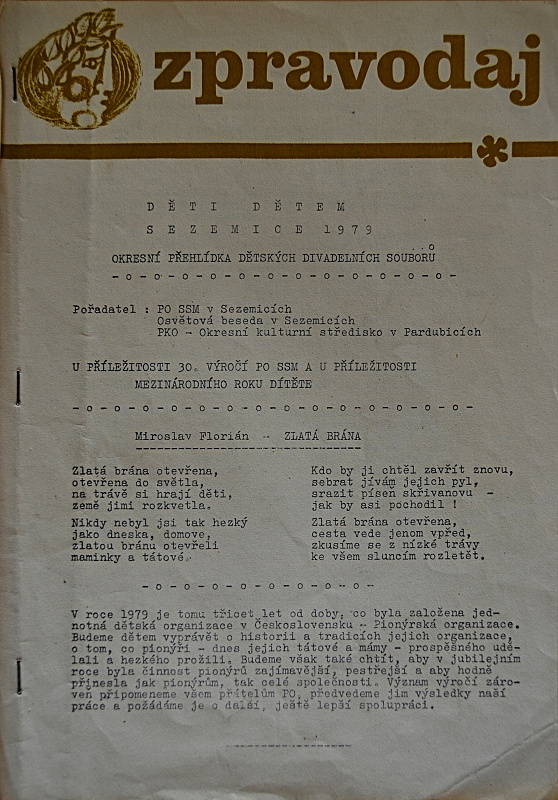 zpravodaj
DĚTI DĚTEM
SEZEMICE 1979
OKRESNÍ PŘEHLÍDKA DĚTSKÝCH DIVADELNÍCH SOUBORŮ
-o-o-o-o-o-o-o-o-o-o-o-o-
Pořadatel : PO SSM v Sezemicích
Osvětová beseda v Sezemicích
PKO - Okresní kulturní středisko v Pardubicích
U PŘÍLEŽITOSTI 30. VÝROČÍ PO SSM A U PŘÍLEŽITOSTI
MEZINÁRODNÍHO ROKU DÍTĚTE
-o-o-o-o-o-o-o-o-o-o-o-o-o-o-
Miroslav Florián - ZLATÁ BRÁNA
Zlatá brána otevřena,
otevřena do světla,
na trávě si hrají děti,
země jimi rozkvetla.
Nikdy nebyl jsi tak hezký
jako dneska, domove,
zlatou bránu otevřeli
maminky a tátové.
Kdo by ji chtěl zavřít znovu,
sebrat jívám jejich pyl,
srazit písen skřivanovu -
jak by asi pochodil !
Zlatá brána otevřena,
cesta vede jenom vpřed,
zkusíme se z nízké trávy
ke všem sluncím rozletět.
-o-o-o-o-o-o-o-o-
V roce 1979 je tomu třicet let od doby, co byla založena jed-
notná dětská organizace v Československu - Pionýrská organizace.
Budeme dětem vyprávět o historii a tradicích jejich organizace,
o tom, co pionýři - dnes jejich tátové a mámy - prospěšného udě-
lali a hezkého prožili. Budeme však také chtít, aby v jubilejním
roce byla činnost pionýrů zajímavější, pestřejší a aby hodně
přinesla jak pionýrům, tak celé společnosti. Význam výročí záro-
ven připomeneme všem přátelům PO, předvedeme jim výsledky naší
práce a požádáme je o další, ještě lepší spolupráci.